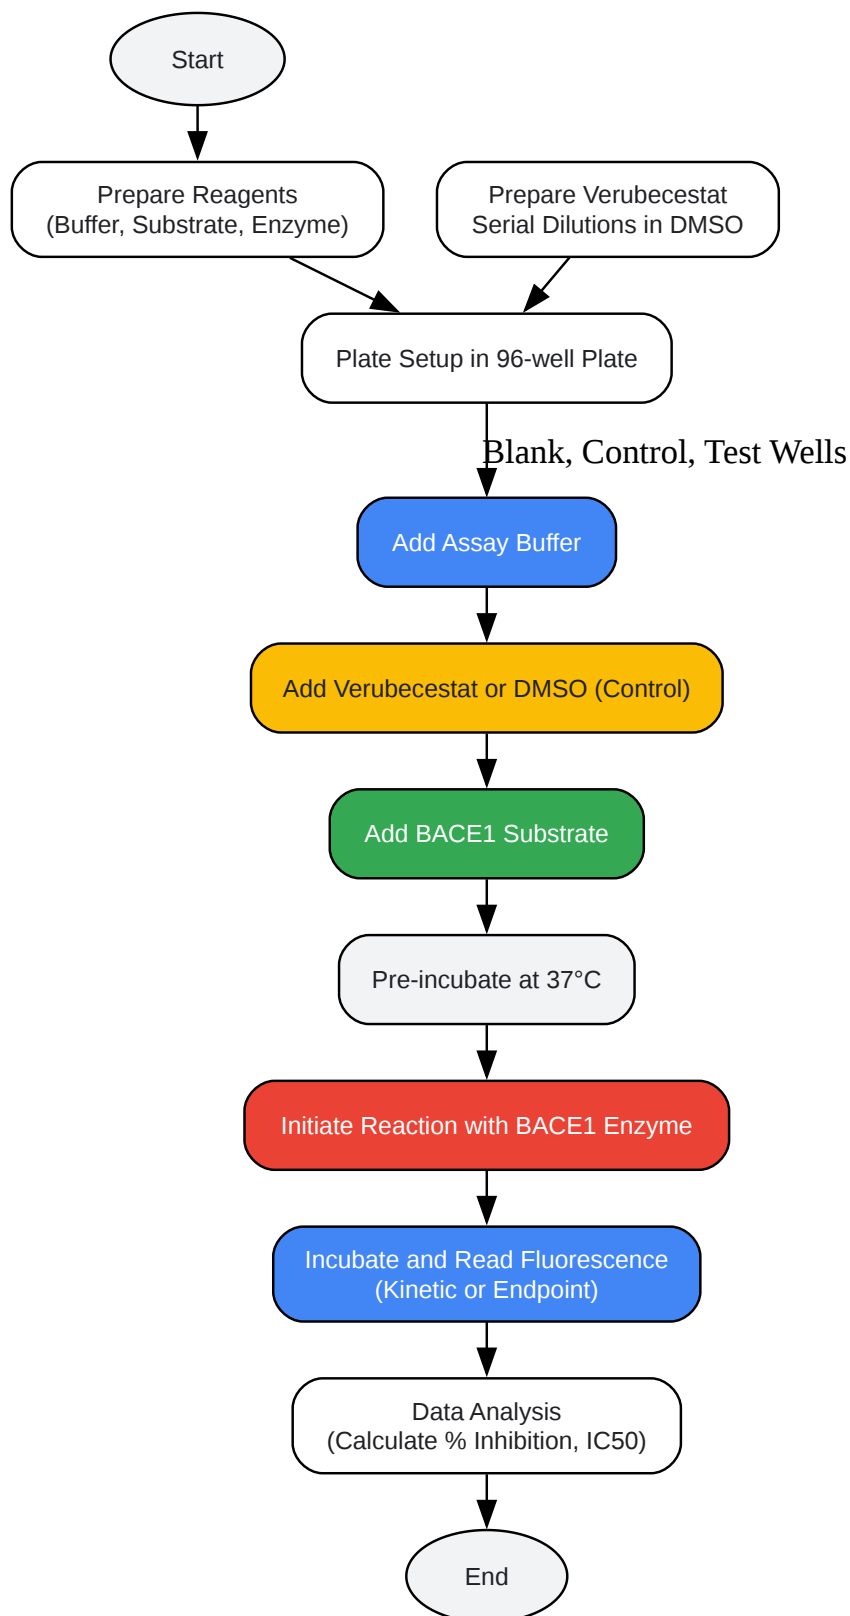 Start
Prepare Reagents
(Buffer, Substrate, Enzyme)
Prepare Verubecestat
Serial Dilutions in DMSO
Plate Setup in 96-well Plate
Blank, Control, Test Wells
Add Assay Buffer
Add Verubecestat or DMSO (Control)
Add BACE1 Substrate
Pre-incubate at 37°C
Initiate Reaction with BACE1 Enzyme
Incubate and Read Fluorescence
(Kinetic or Endpoint)
Data Analysis
(Calculate % Inhibition, IC50)
End